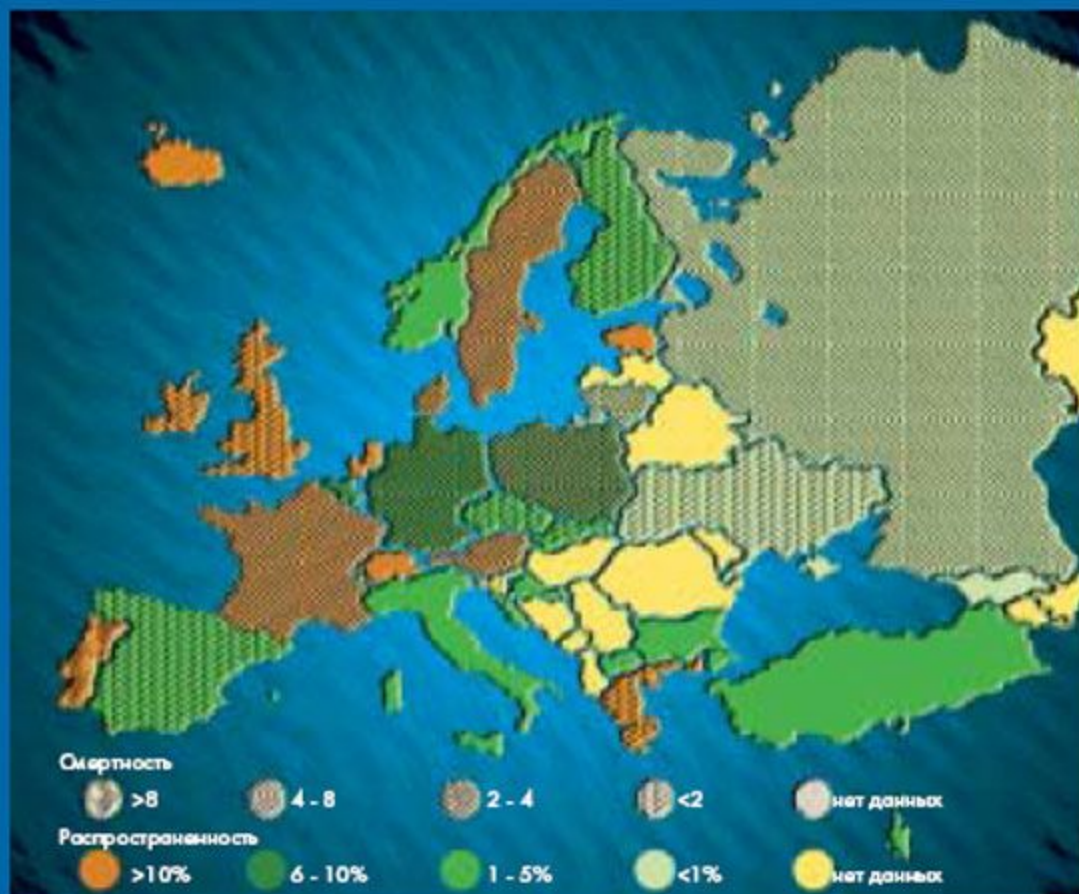 Смертность
>8 4 - 8 2 - 4 <2 нет данных
Распространенность
>10% 6 - 10% 1 - 5% <1% нет данных